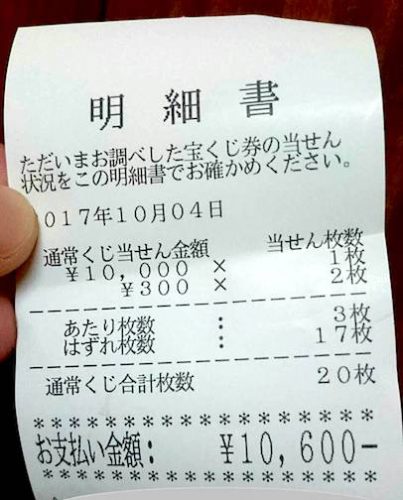 明細書
ただいまお調べした宝くじ券の当せん
状況をこの明細書でお確かめください。
2017年10月04日
通常くじ当せん金額 当せん枚数
¥10,000 × 1枚
¥300 × 2枚
あたり枚数 : 3枚
はずれ枚数 : 17枚
通常くじ合計枚数 20枚
******************
お支払い金額: ¥10,600-
******************